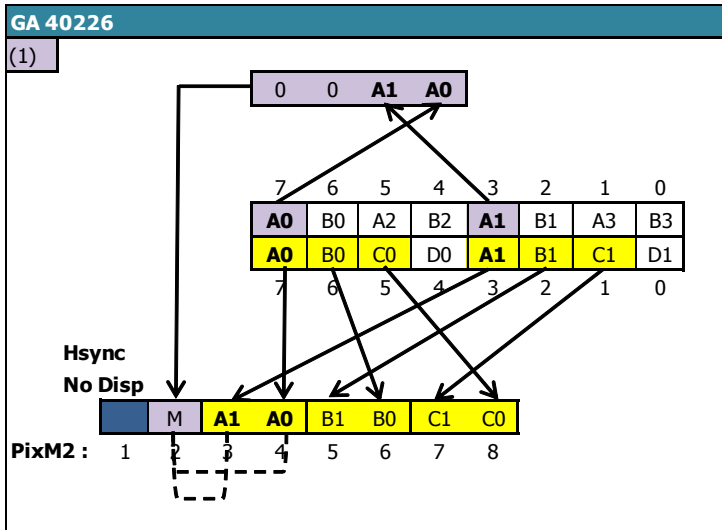 GA 40226
(1)
0 0 A1 A0
7 6 5 4 3 2 1 0
A0 B0 A2 B2 A1 B1 A3 B3
A0 B0 C0 D0 A1 B1 C1 D1
7 6 5 4 3 2 1 0
Hsync
No Disp
M A1 A0 B1 B0 C1 C0
PixM2 : 1 2 3 4 5 6 7 8